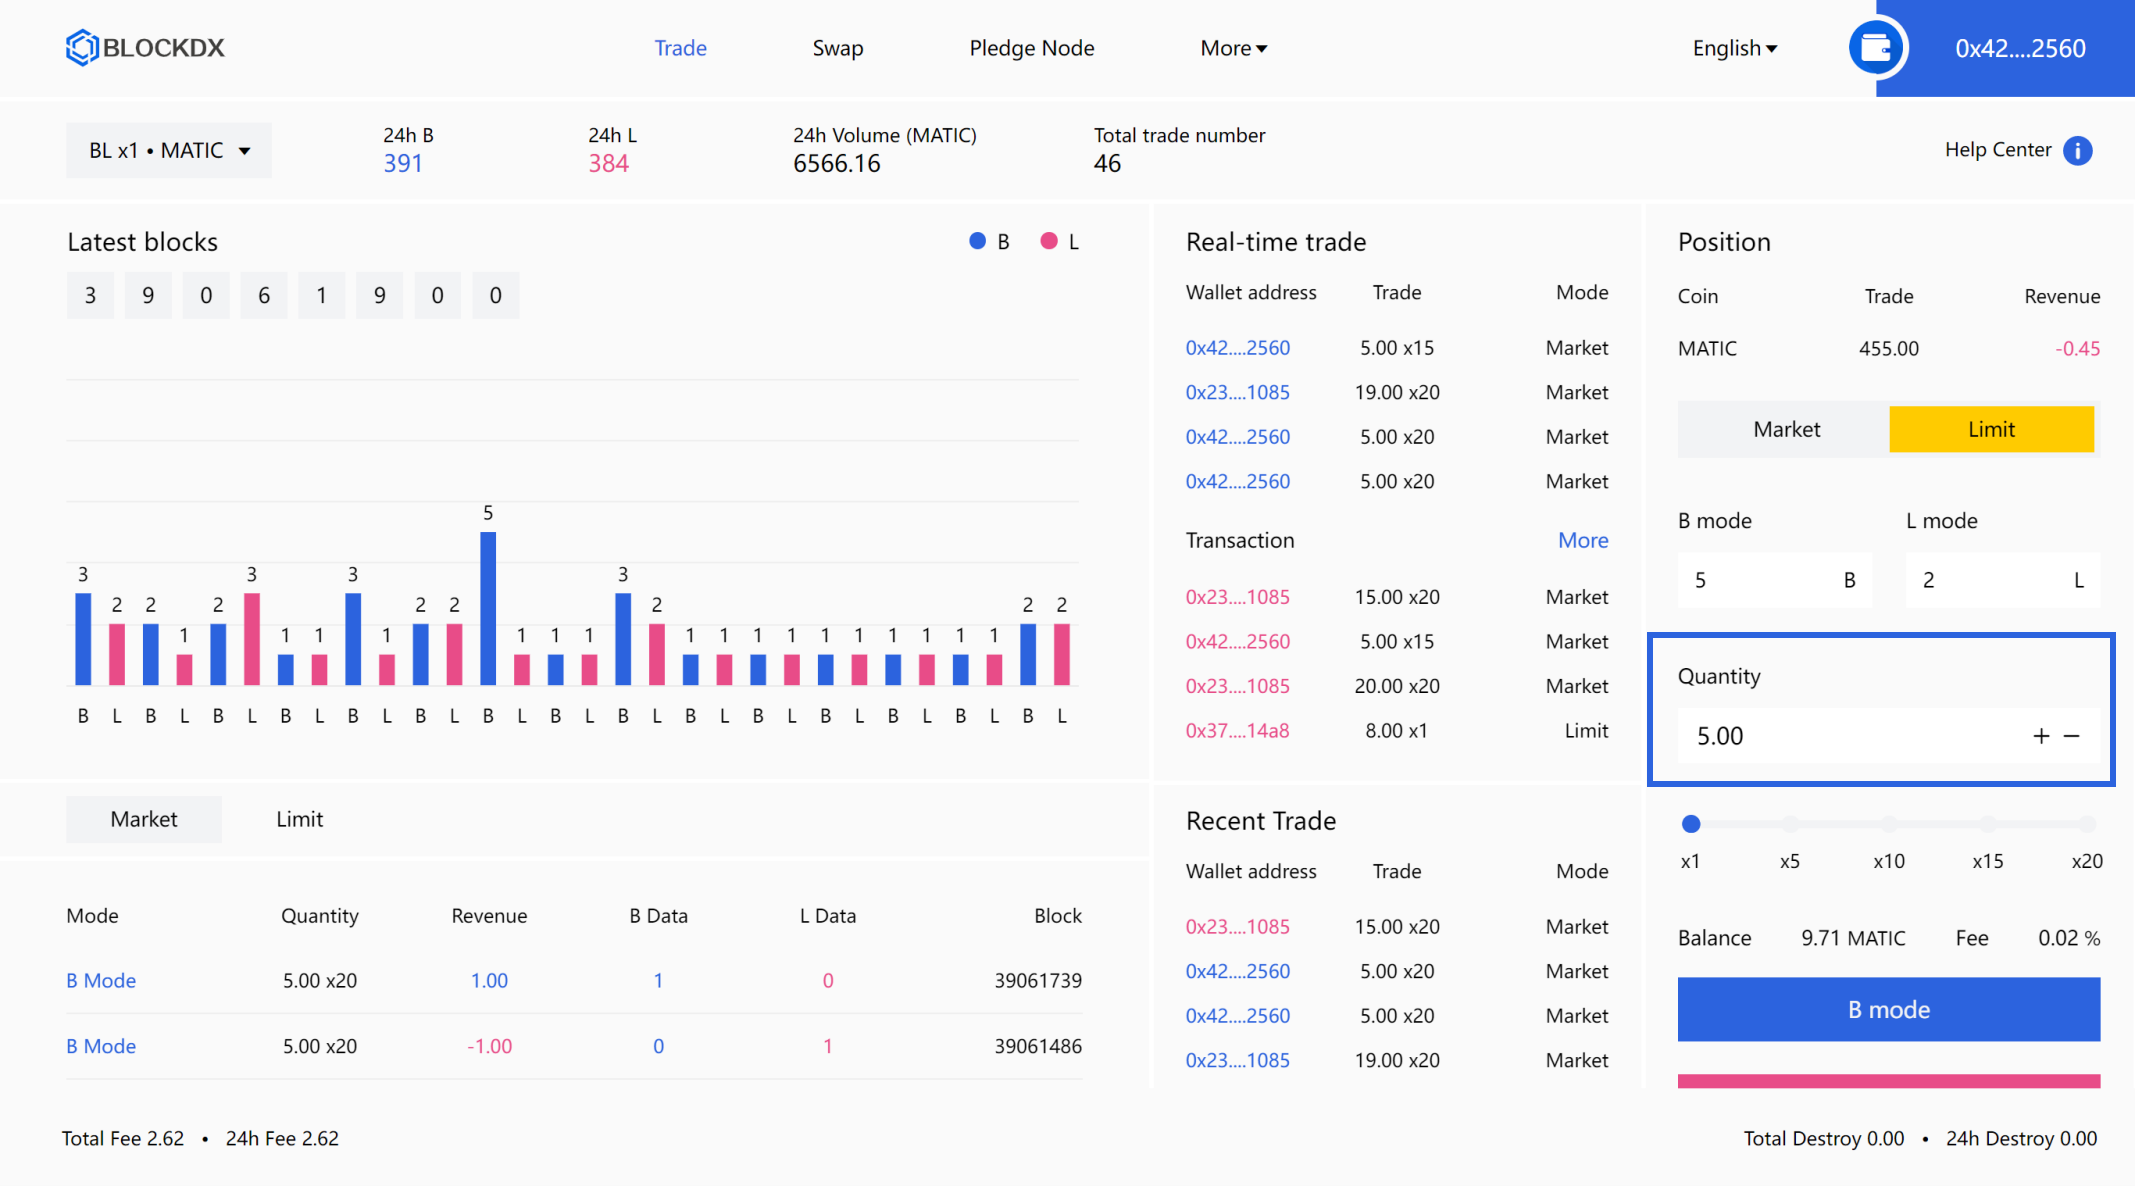 BLOCKDX
Trade Swap Pledge Node More
English
0x42....2560
BL x1 • MATIC
24h B
391
24h L
384
24h Volume (MATIC)
6566.16
Total trade number
46
Help Center i
Latest blocks
B L
3 9 0 6 1 9 0 0
3 2 2 1 2 3 1 1 3 1 2 2 5 1 1 1 3 2 1 1 1 1 1 1 1 1 1 1 2 2
B L B L B L B L B L B L B L B L B L B L B L B L B L B L B L
Real-time trade
Wallet address Trade Mode
0x42....2560 5.00 x15 Market
0x23....1085 19.00 x20 Market
0x42....2560 5.00 x20 Market
0x42....2560 5.00 x20 Market
Transaction More
0x23....1085 15.00 x20 Market
0x42....2560 5.00 x15 Market
0x23....1085 20.00 x20 Market
0x37....14a8 8.00 x1 Limit
Position
Coin Trade Revenue
MATIC 455.00 -0.45
Market Limit
B mode L mode
5 B 2 L
Quantity
5.00 + −
x1 x5 x10 x15 x20
Balance 9.71 MATIC Fee 0.02 %
B mode
Market Limit
Mode Quantity Revenue B Data L Data Block
B Mode 5.00 x20 1.00 1 0 39061739
B Mode 5.00 x20 -1.00 0 1 39061486
Recent Trade
Wallet address Trade Mode
0x23....1085 15.00 x20 Market
0x42....2560 5.00 x20 Market
0x42....2560 5.00 x20 Market
0x23....1085 19.00 x20 Market
Total Fee 2.62 • 24h Fee 2.62
Total Destroy 0.00 • 24h Destroy 0.00